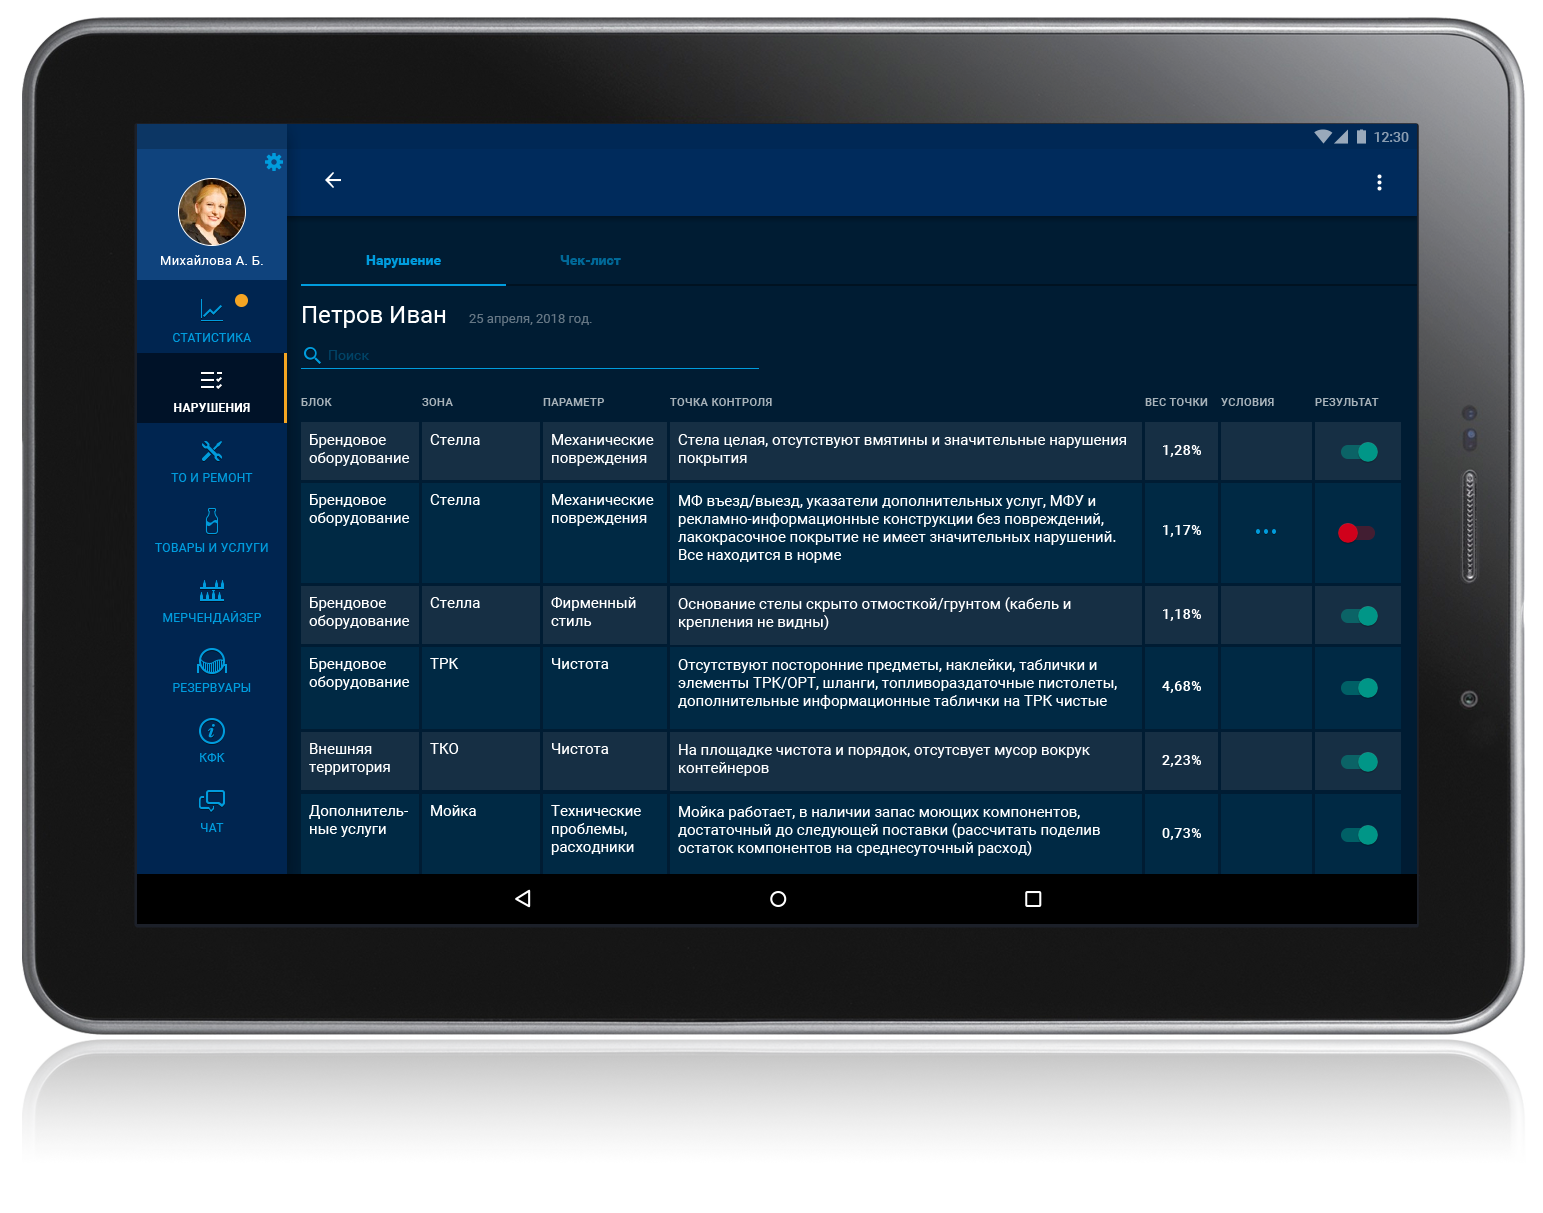 12:30
Михайлова А. Б.
СТАТИСТИКА
НАРУШЕНИЯ
ТО И РЕМОНТ
ТОВАРЫ И УСЛУГИ
МЕРЧЕНДАЙЗЕР
РЕЗЕРВУАРЫ
i
КФК
ЧАТ
Нарушение Чек-лист
Петров Иван 25 апреля, 2018 год.
Поиск
БЛОК ЗОНА ПАРАМЕТР ТОЧКА КОНТРОЛЯ ВЕС ТОЧКИ УСЛОВИЯ РЕЗУЛЬТАТ
Брендовое
оборудование
Стелла
Механические
повреждения
Стела целая, отсутствуют вмятины и значительные нарушения
покрытия
1,28%
Брендовое
оборудование
Стелла
Механические
повреждения
МФ въезд/выезд, указатели дополнительных услуг, МФУ и
рекламно-информационные конструкции без повреждений,
лакокрасочное покрытие не имеет значительных нарушений.
Все находится в норме
1,17%
Брендовое
оборудование
Стелла
Фирменный
стиль
Основание стелы скрыто отмосткой/грунтом (кабель и
крепления не видны)
1,18%
Брендовое
оборудование
ТРК
Чистота
Отсутствуют посторонние предметы, наклейки, таблички и
элементы ТРК/ОРТ, шланги, топливораздаточные пистолеты,
дополнительные информационные таблички на ТРК чистые
4,68%
Внешняя
территория
ТКО
Чистота
На площадке чистота и порядок, отсутсвует мусор вокрук
контейнеров
2,23%
Дополнитель-
ные услуги
Мойка
Технические
проблемы,
расходники
Мойка работает, в наличии запас моющих компонентов,
достаточный до следующей поставки (рассчитать поделив
остаток компонентов на среднесуточный расход)
0,73%